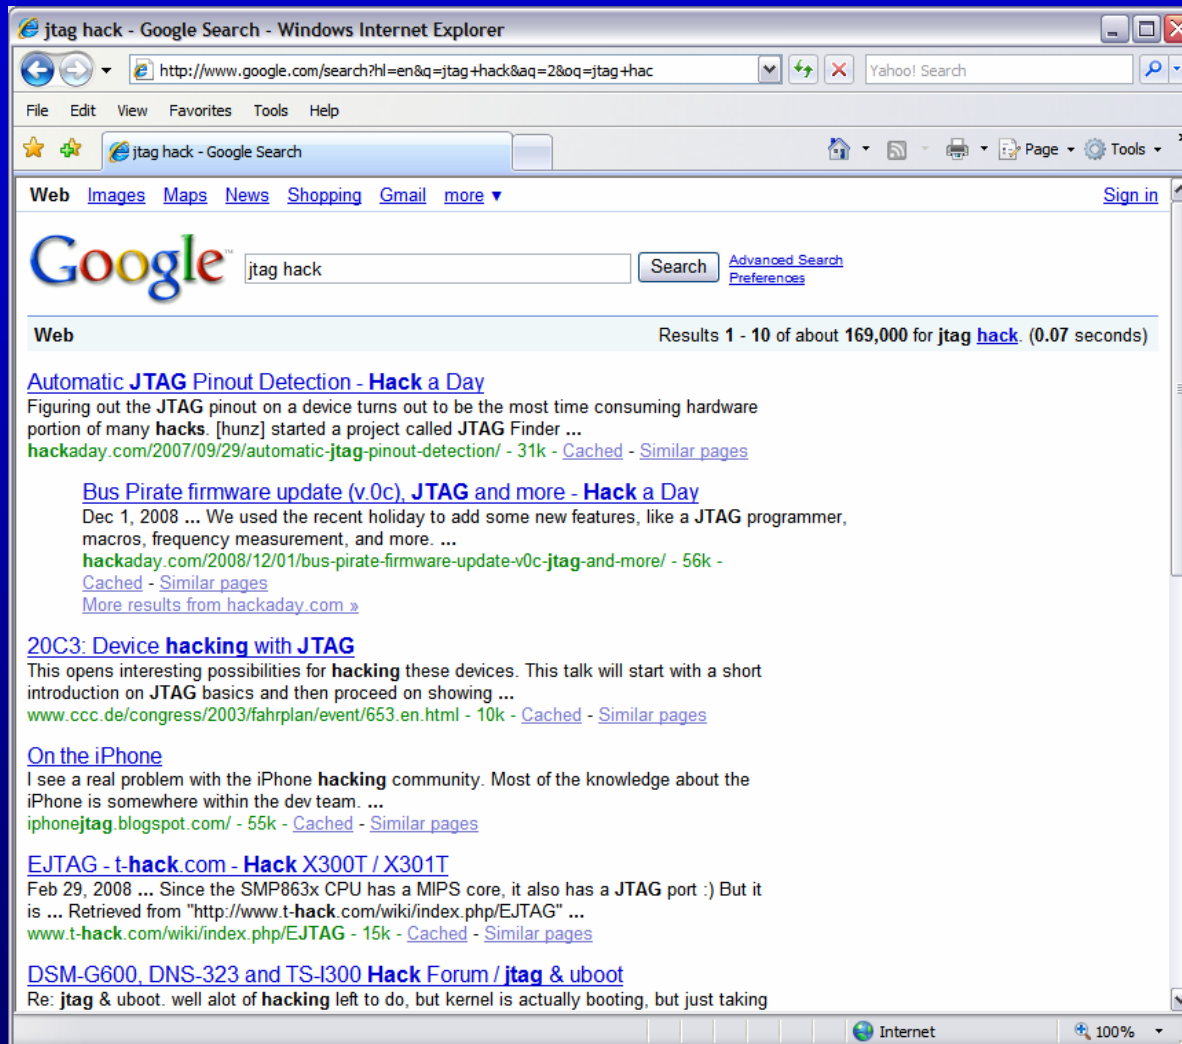 jtag hack - Google Search - Windows Internet Explorer
http://www.google.com/search?hl=en&q=jtag+hack&aq=2&oq=jtag+hac
Yahoo! Search
File Edit View Favorites Tools Help
jtag hack - Google Search
Page Tools
Web Images Maps News Shopping Gmail more ▼ Sign in
Google™ jtag hack Search Advanced Search
Preferences
Web Results 1 - 10 of about 169,000 for jtag hack. (0.07 seconds)
Automatic JTAG Pinout Detection - Hack a Day
Figuring out the JTAG pinout on a device turns out to be the most time consuming hardware
portion of many hacks. [hunz] started a project called JTAG Finder ...
hackaday.com/2007/09/29/automatic-jtag-pinout-detection/ - 31k - Cached - Similar pages
Bus Pirate firmware update (v.0c), JTAG and more - Hack a Day
Dec 1, 2008 ... We used the recent holiday to add some new features, like a JTAG programmer,
macros, frequency measurement, and more. ...
hackaday.com/2008/12/01/bus-pirate-firmware-update-v0c-jtag-and-more/ - 56k -
Cached - Similar pages
More results from hackaday.com »
20C3: Device hacking with JTAG
This opens interesting possibilities for hacking these devices. This talk will start with a short
introduction on JTAG basics and then proceed on showing ...
www.ccc.de/congress/2003/fahrplan/event/653.en.html - 10k - Cached - Similar pages
On the iPhone
I see a real problem with the iPhone hacking community. Most of the knowledge about the
iPhone is somewhere within the dev team. ...
iphonejtag.blogspot.com/ - 55k - Cached - Similar pages
EJTAG - t-hack.com - Hack X300T / X301T
Feb 29, 2008 ... Since the SMP863x CPU has a MIPS core, it also has a JTAG port :) But it
is ... Retrieved from "http://www.t-hack.com/wiki/index.php/EJTAG" ...
www.t-hack.com/wiki/index.php/EJTAG - 15k - Cached - Similar pages
DSM-G600, DNS-323 and TS-I300 Hack Forum / jtag & uboot
Re: jtag & uboot. well alot of hacking left to do, but kernel is actually booting, but just taking
Internet 100%